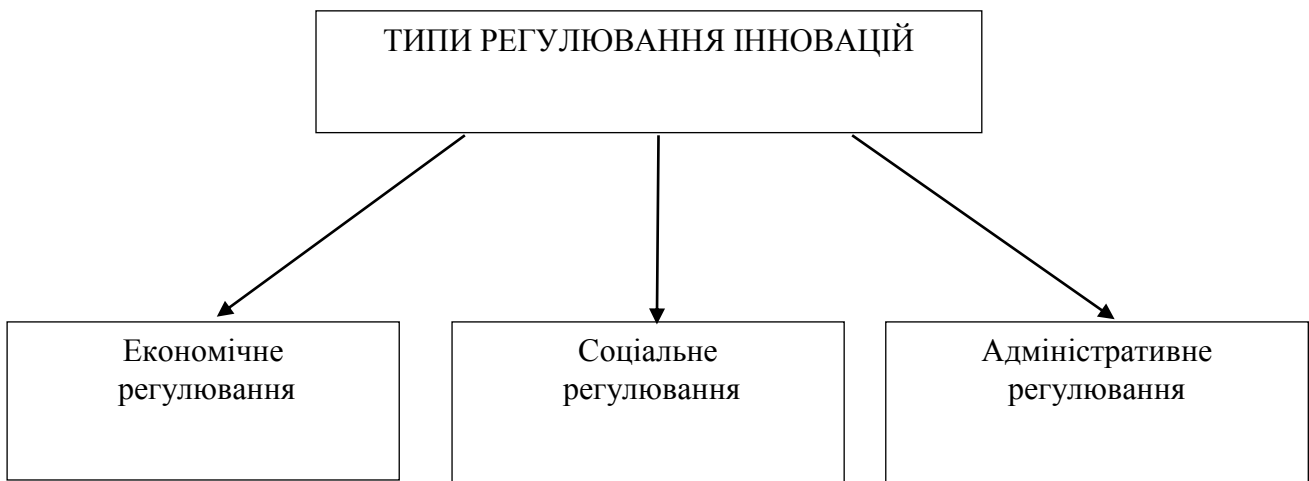 ТИПИ РЕГУЛЮВАННЯ ІННОВАЦІЙ
Економічне
регулювання
Соціальне
регулювання
Адміністративне
регулювання